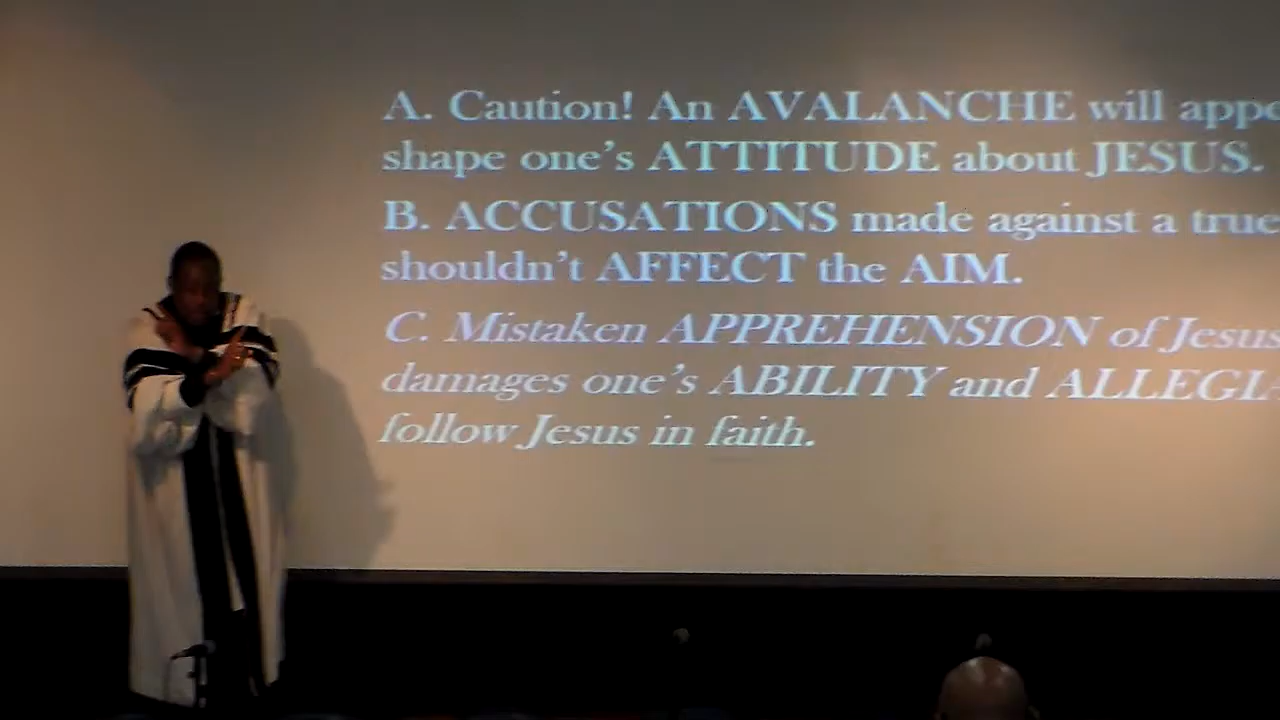 A. Caution! An AVALANCHE will appe
shape one's ATTITUDE about JESUS.
B. ACCUSATIONS made against a true
shouldn't AFFECT the AIM.
C. Mistaken APPREHENSION of Jesus
damages one's ABILITY and ALLEGIA
follow Jesus in faith.